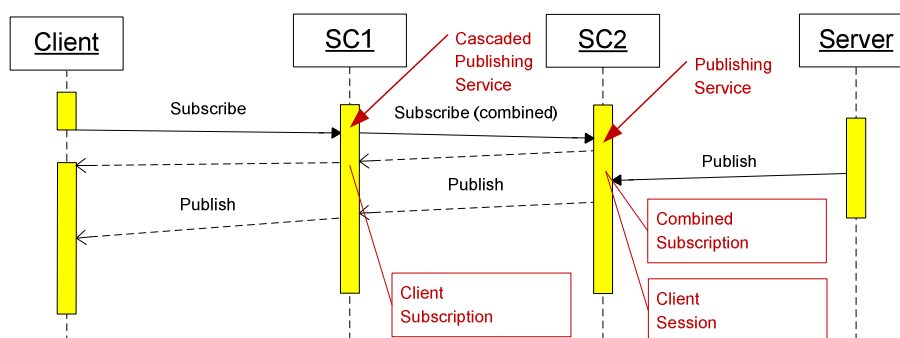 Client
SC1
SC2
Server
Cascaded
Publishing
Service
Publishing
Service
Subscribe
Subscribe (combined)
Publish
Publish
Publish
Combined
Subscription
Client
Subscription
Client
Session